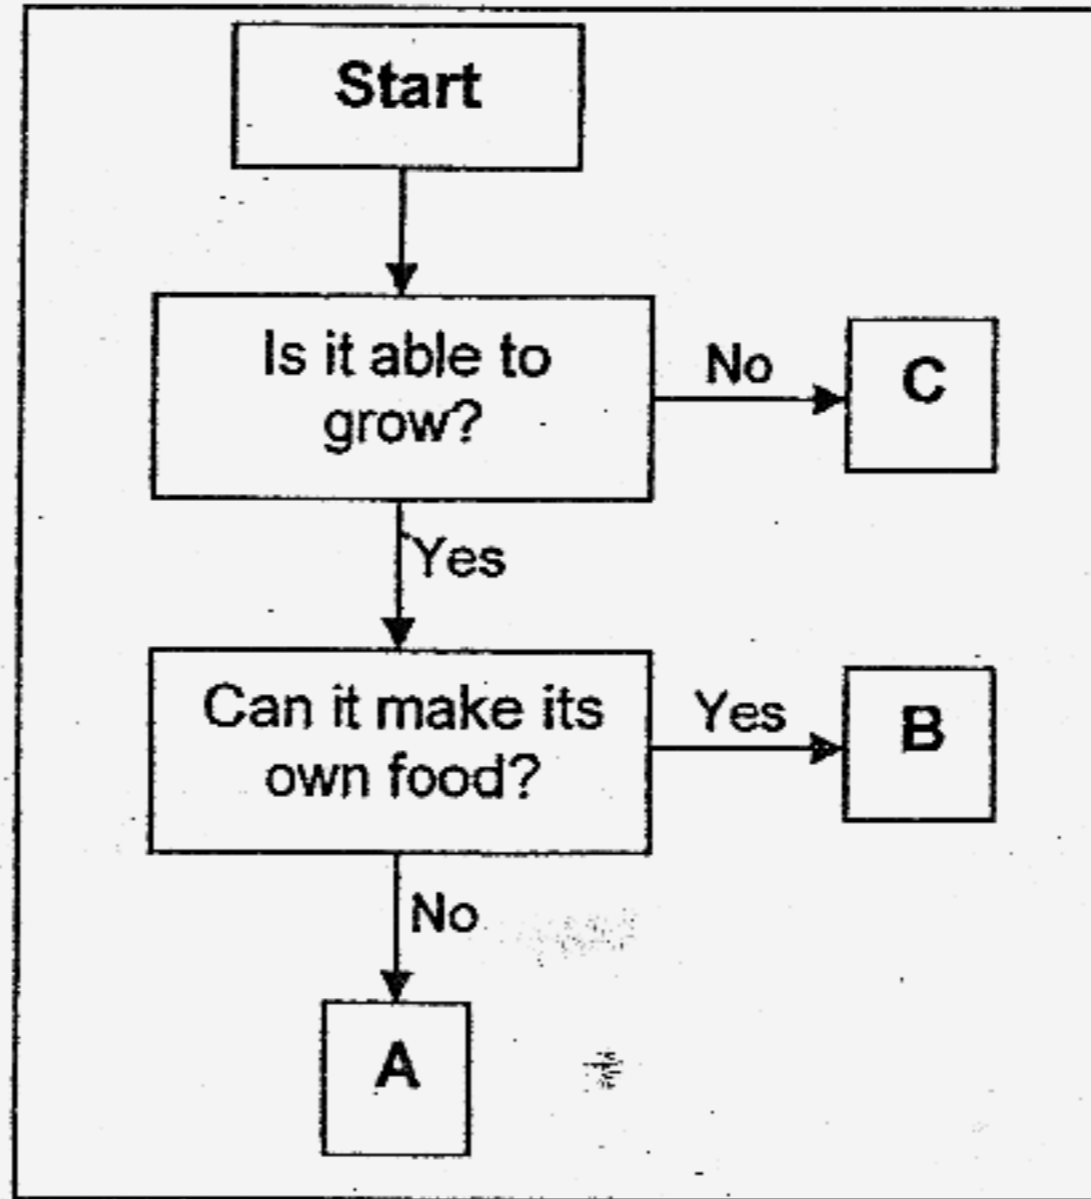 Start
Is it able to
grow?
No
C
Yes
Can it make its
own food?
Yes
B
No
A